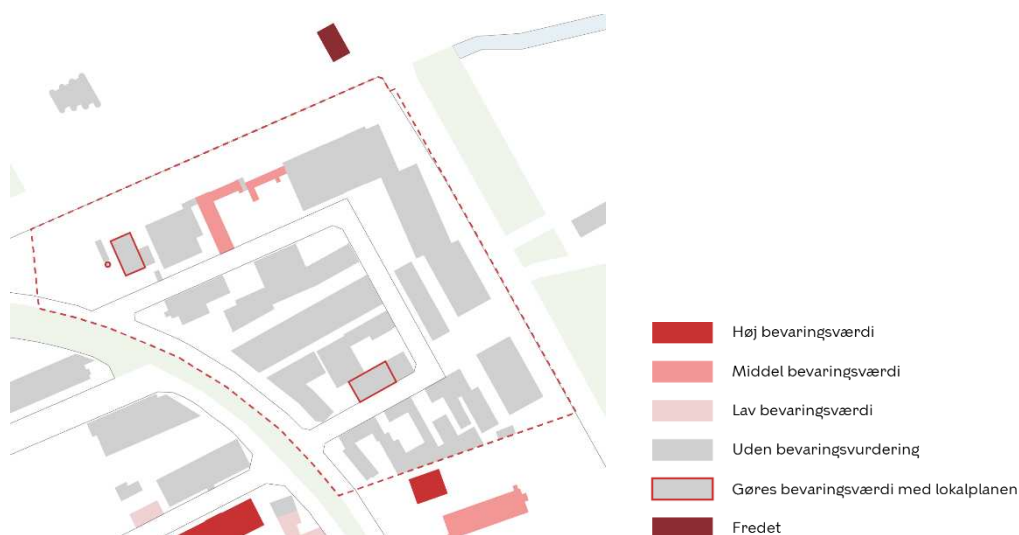 Høj bevaringsværdi
Middel bevaringsværdi
Lav bevaringsværdi
Uden bevaringsvurdering
Gøres bevaringsværdi med lokalplanen
Fredet